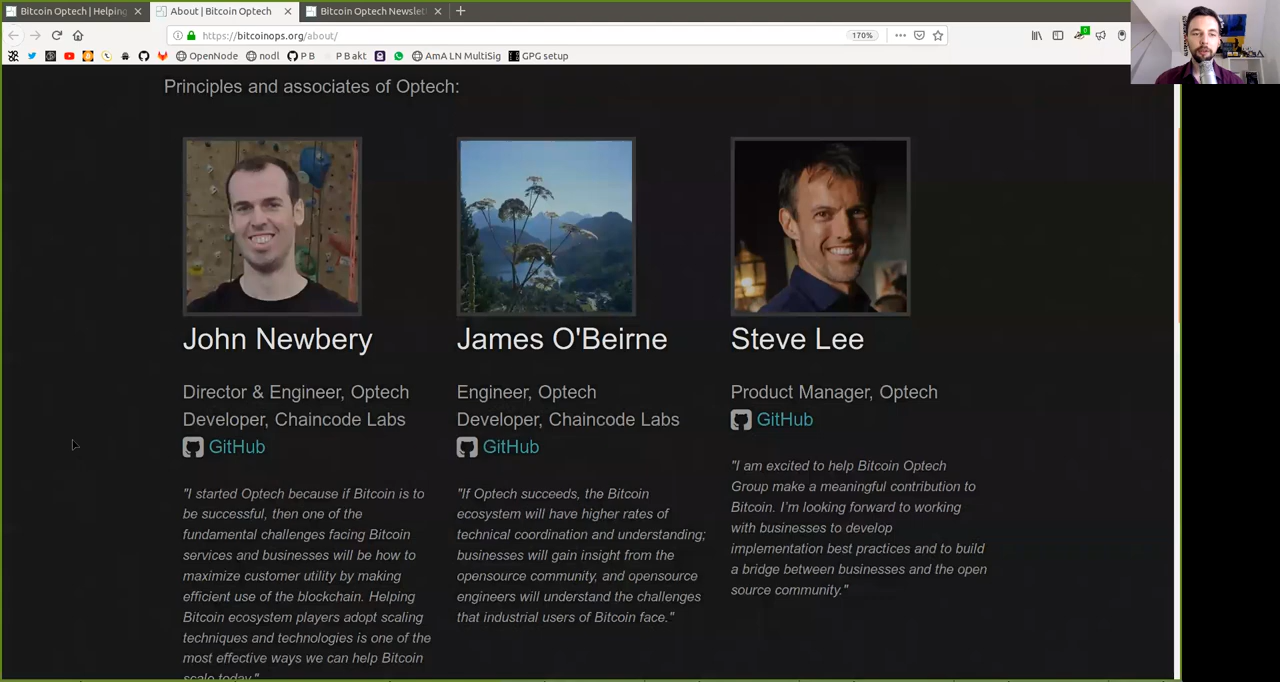 Bitcoin Optech | Helping
About | Bitcoin Optech
Bitcoin Optech Newslet
https://bitcoinops.org/about/
170%
0
OpenNode
nodl
P B
P B akt
AmA LN MultiSig
GPG setup
Principles and associates of Optech:
John Newbery
Director & Engineer, Optech
Developer, Chaincode Labs
GitHub
"I started Optech because if Bitcoin is to
be successful, then one of the
fundamental challenges facing Bitcoin
services and businesses will be how to
maximize customer utility by making
efficient use of the blockchain. Helping
Bitcoin ecosystem players adopt scaling
techniques and technologies is one of the
most effective ways we can help Bitcoin
scale today."
James O'Beirne
Engineer, Optech
Developer, Chaincode Labs
GitHub
"If Optech succeeds, the Bitcoin
ecosystem will have higher rates of
technical coordination and understanding;
businesses will gain insight from the
opensource community, and opensource
engineers will understand the challenges
that industrial users of Bitcoin face."
Steve Lee
Product Manager, Optech
GitHub
"I am excited to help Bitcoin Optech
Group make a meaningful contribution to
Bitcoin. I'm looking forward to working
with businesses to develop
implementation best practices and to build
a bridge between businesses and the open
source community."